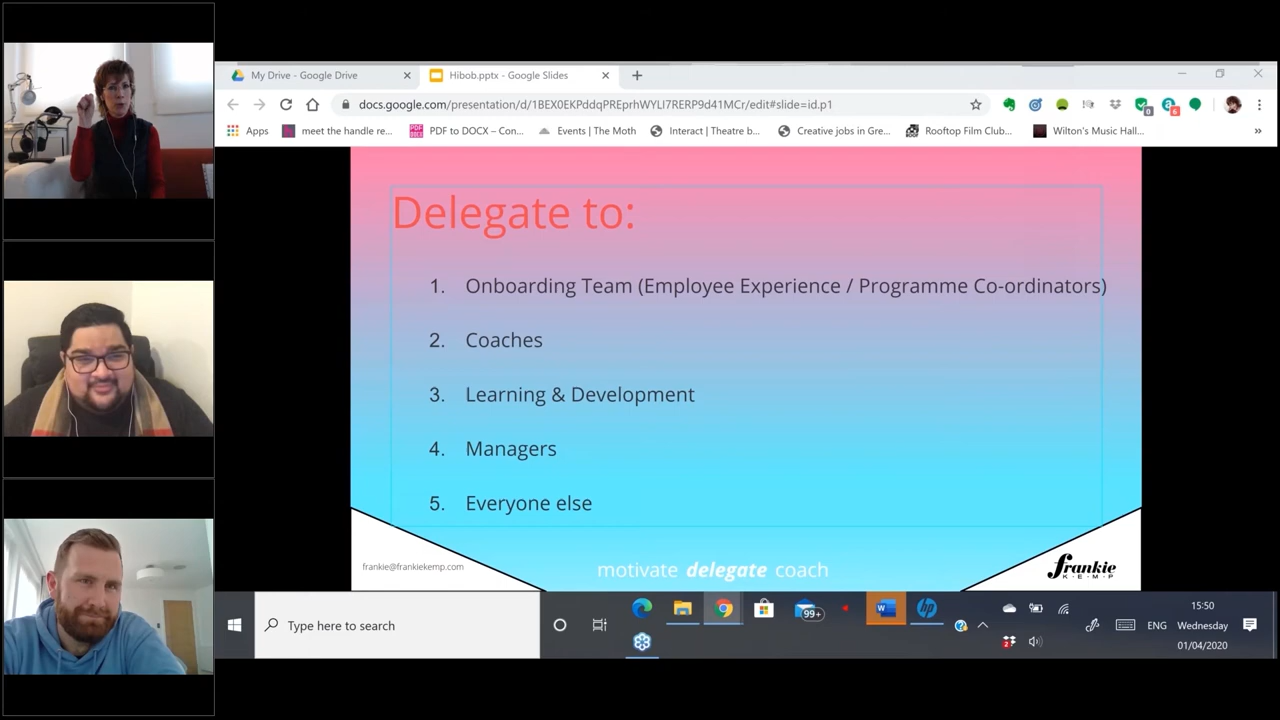 My Drive - Google Drive
Hibob.pptx - Google Slides
docs.google.com/presentation/d/1BEX0EKPddqPREprhWYLI7RERP9d41MCr/edit#slide=id.p1
6
Apps
meet the handle re...
PDF to DOCX – Con...
Events | The Moth
Interact | Theatre b...
Creative jobs in Gre...
Rooftop Film Club...
Wilton's Music Hall...
Delegate to:
1. Onboarding Team (Employee Experience / Programme Co-ordinators)
2. Coaches
3. Learning & Development
4. Managers
5. Everyone else
frankie@frankiekemp.com
motivate delegate coach
frankie
KEMP
Type here to search
99+
ENG
15:50
Wednesday
01/04/2020
2